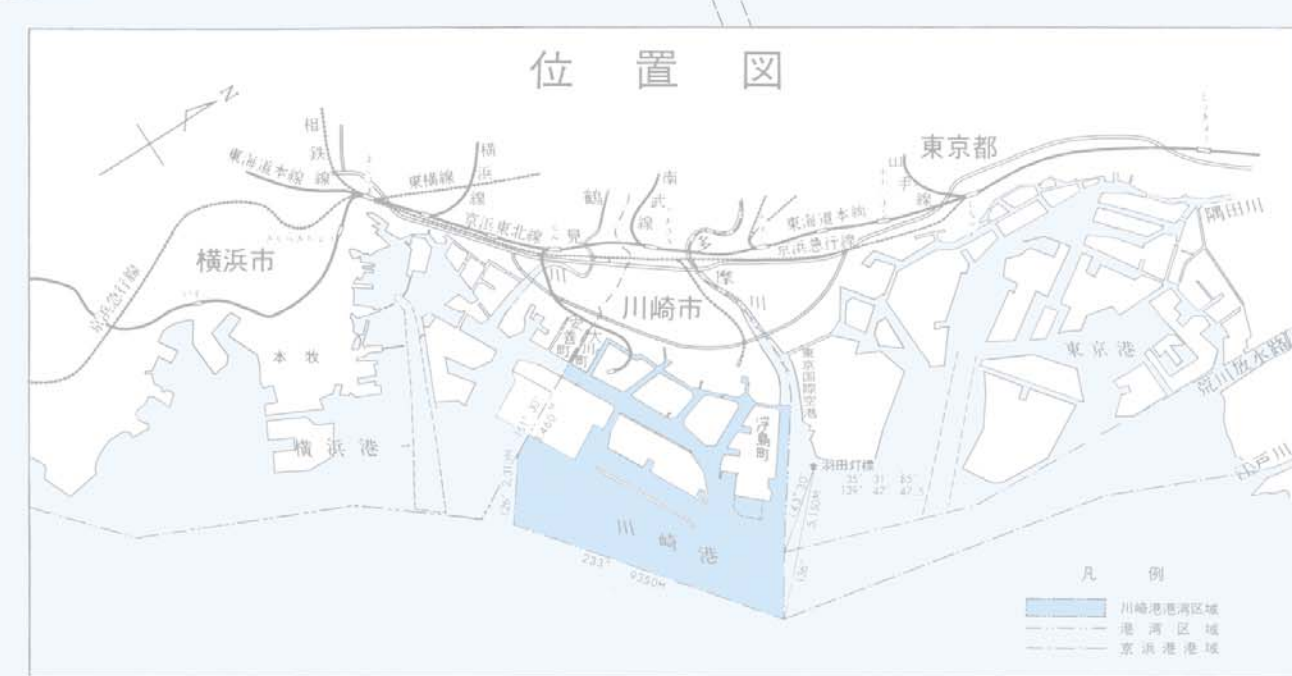 位置図
N
東京都
相鉄線
東海道本線
東横線
横浜線
京浜東北線
鶴見川
南武線
多摩川
東海道本線
京浜急行線
山手線
隅田川
横浜市
京浜急行線
川崎市
本牧
安善町
大川町
東京国際空港
東京港
荒川放水路
江戸川
浮島町
羽田灯標
横浜港
川崎港
233° 9350M
5,150M
136°
凡例
川崎港港湾区域
港湾区域
京浜港港域